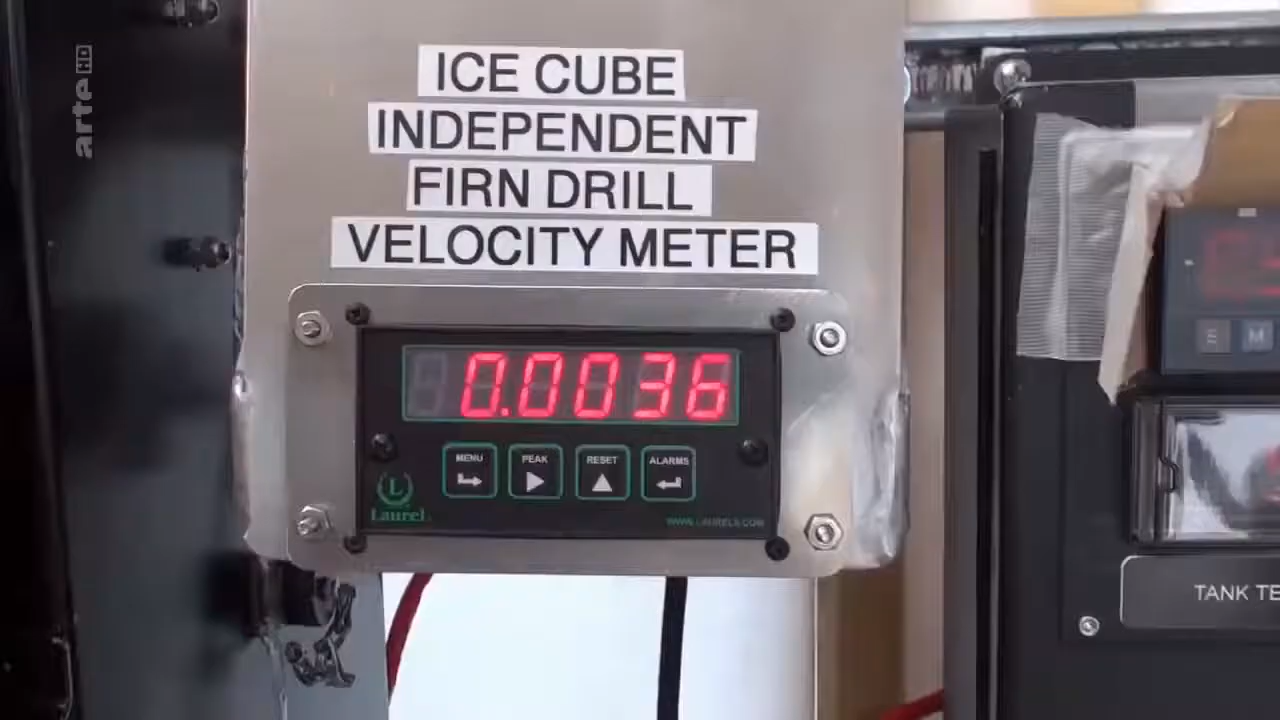 arte HD
ICE CUBE
INDEPENDENT
FIRN DRILL
VELOCITY METER
0.0036
MENU PEAK RESET ALARMS
L
Laurel
WWW.LAURELS.COM
M
TANK TE